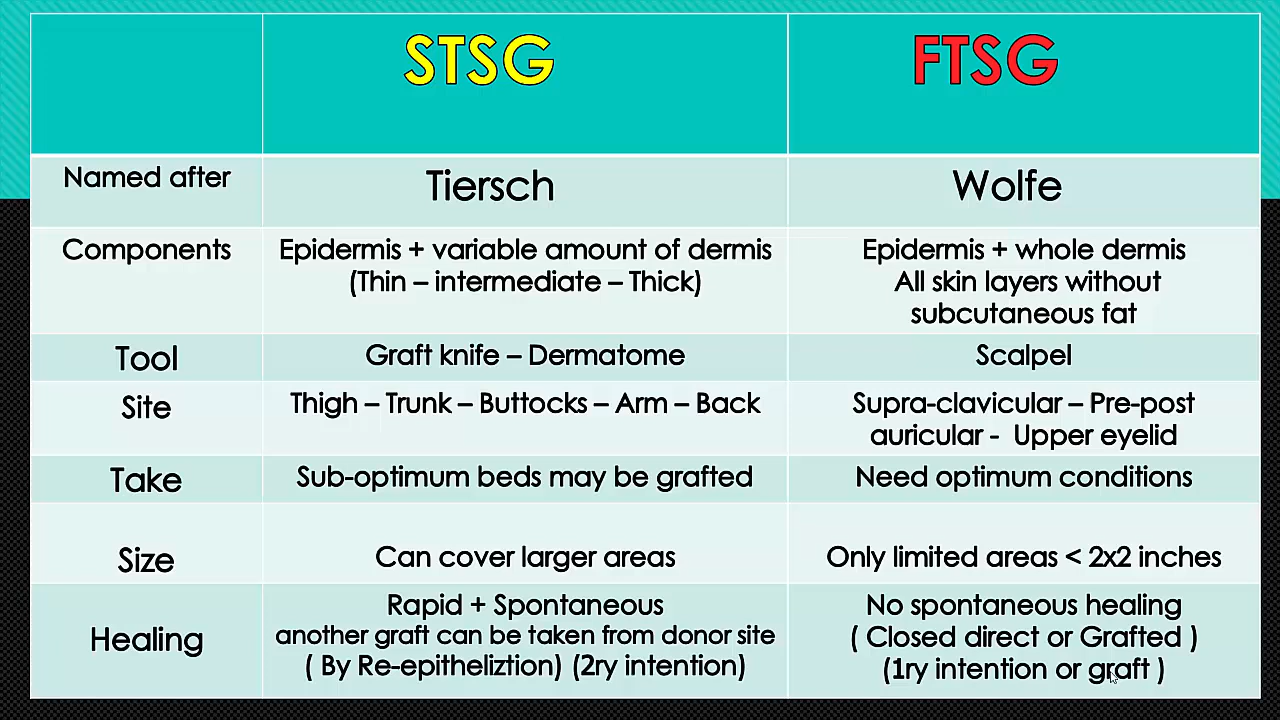 STSG FTSG
Named after Tiersch Wolfe
Components Epidermis + variable amount of dermis Epidermis + whole dermis
(Thin – intermediate – Thick) All skin layers without
subcutaneous fat
Tool Graft knife – Dermatome Scalpel
Site Thigh – Trunk – Buttocks – Arm – Back Supra-clavicular – Pre-post
auricular - Upper eyelid
Take Sub-optimum beds may be grafted Need optimum conditions
Size Can cover larger areas Only limited areas < 2x2 inches
Rapid + Spontaneous No spontaneous healing
Healing another graft can be taken from donor site ( Closed direct or Grafted )
( By Re-epitheliztion) (2ry intention) (1ry intention or graft )